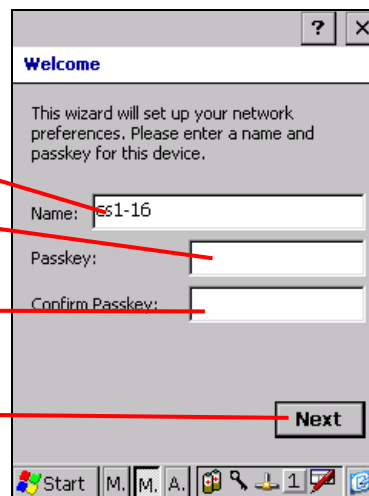 ?
Welcome
This wizard will set up your network
preferences. Please enter a name and
passkey for this device.
Name: cs1-16
Passkey:
Confirm Passkey:
Next
Start M. M. A. 1